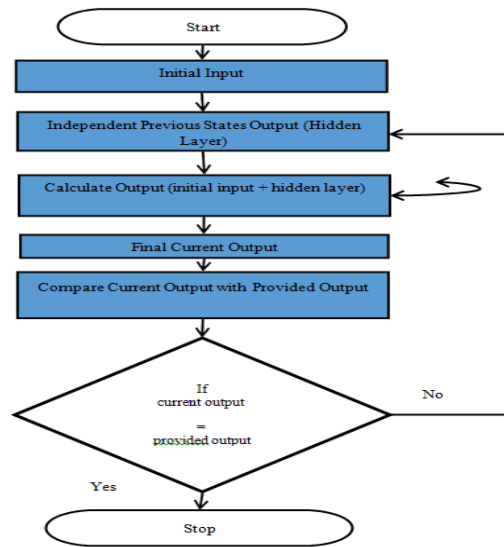 Start
Initial Input
Independent Previous States Output (Hidden
Layer)
Calculate Output (initial input + hidden layer)
Final Current Output
Compare Current Output with Provided Output
If
current output
=
provided output
No
Yes
Stop